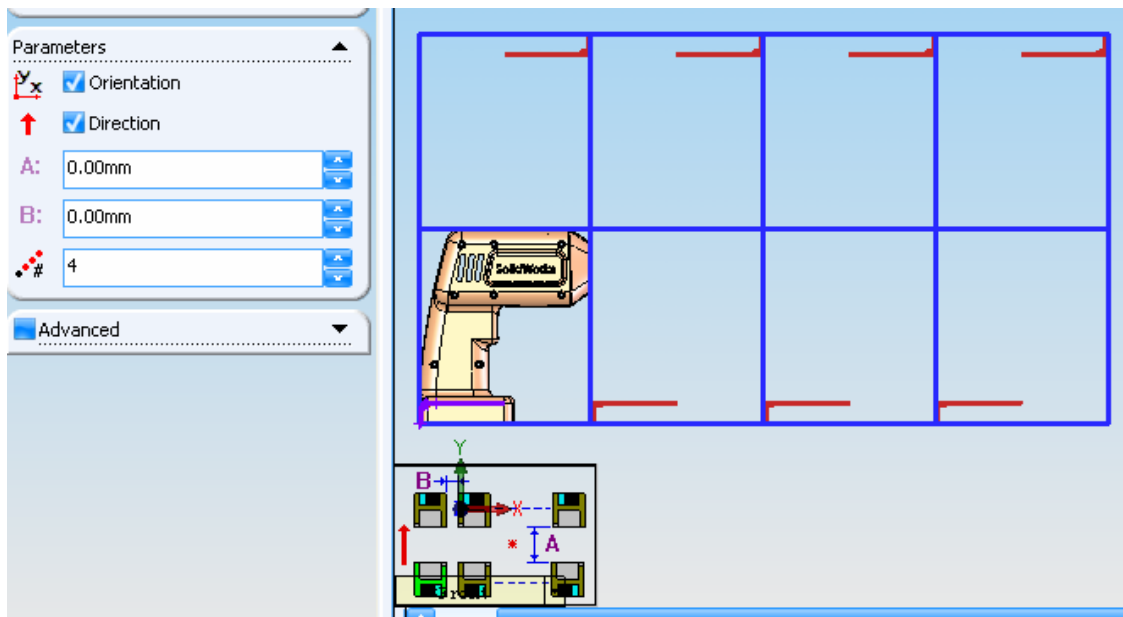 Parameters
Y
x
Orientation
Direction
A:
0.00mm
B:
0.00mm
#
4
Advanced
SolidWorks
Y
B
X
A